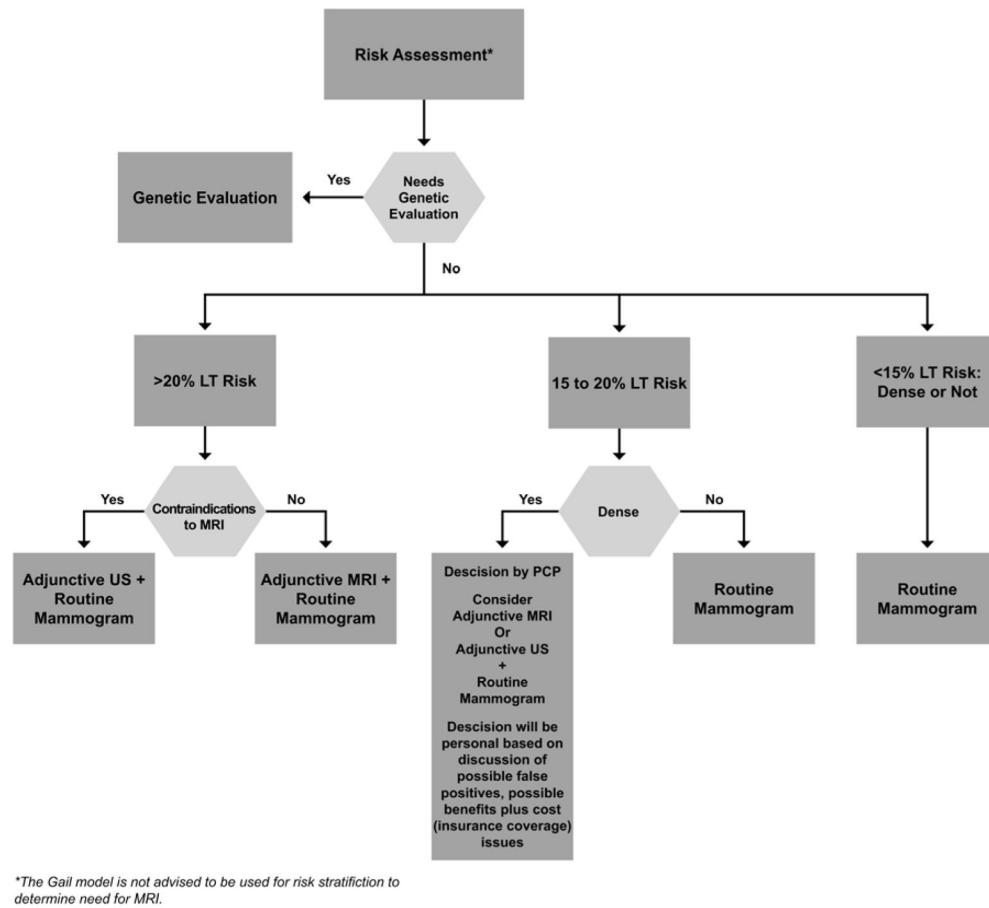 Risk Assessment*
Yes
Genetic Evaluation
Needs
Genetic
Evaluation
No
>20% LT Risk
15 to 20% LT Risk
<15% LT Risk:
Dense or Not
Yes
Contraindications
to MRI
No
Yes
Dense
No
Adjunctive US +
Routine
Mammogram
Adjunctive MRI +
Routine
Mammogram
Descision by PCP
Consider
Adjunctive MRI
Or
Adjunctive US
+
Routine
Mammogram
Descision will be
personal based on
discussion of
possible false
positives, possible
benefits plus cost
(insurance coverage)
issues
Routine
Mammogram
Routine
Mammogram
*The Gail model is not advised to be used for risk stratifiction to
determine need for MRI.